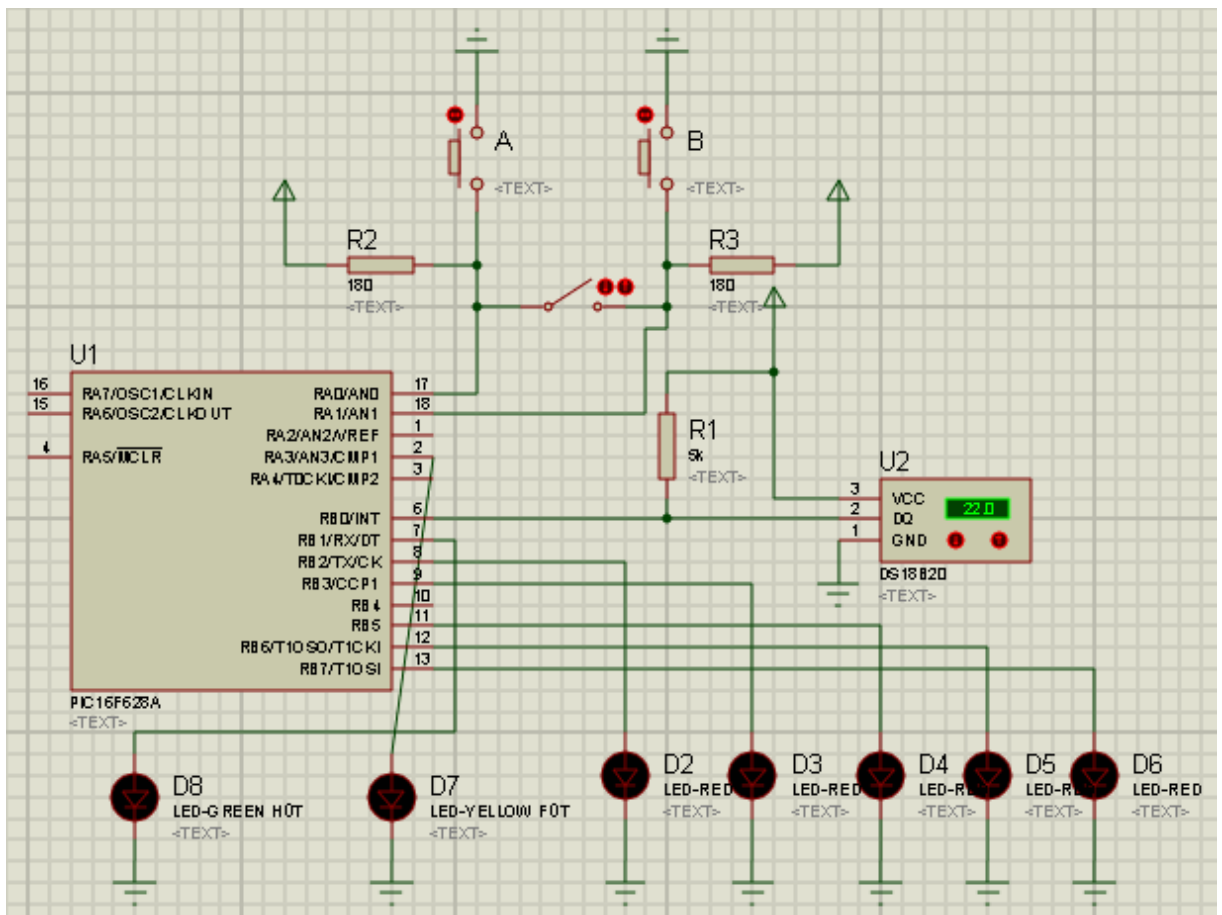 A
<TEXT>
B
<TEXT>
R2
180
<TEXT>
R3
180
<TEXT>
U1
16
15
4
RA7/OSC1/CLKIN
RA6/OSC2/CLKOUT
RA5/MCLR
RA0/AN0
RA1/AN1
RA2/AN2/VREF
RA3/AN3/CMP1
RA4/T0CKI/CMP2
RB0/INT
RB1/RX/DT
RB2/TX/CK
RB3/CCP1
RB4
RB5
RB6/T1OSO/T1CKI
RB7/T1OSI
17
18
1
2
3
6
7
8
9
10
11
12
13
PIC16F628A
<TEXT>
R1
5k
<TEXT>
U2
3
2
1
VCC
DQ
GND
22.0
DS18B20
<TEXT>
D8
LED-GREEN HŰT
<TEXT>
D7
LED-YELLOW FŰT
<TEXT>
D2
LED-RED
<TEXT>
D3
LED-RED
<TEXT>
D4
LED-RED
<TEXT>
D5
LED-RED
<TEXT>
D6
LED-RED
<TEXT>